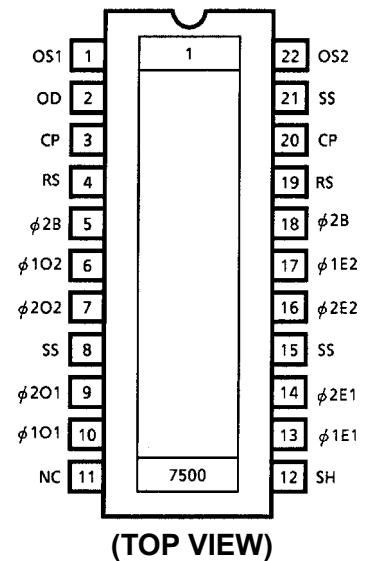 OS1 1 1 22 OS2
OD 2 21 SS
CP 3 20 CP
RS 4 19 RS
ϕ2B 5 18 ϕ2B
ϕ1O2 6 17 ϕ1E2
ϕ2O2 7 16 ϕ2E2
SS 8 15 SS
ϕ2O1 9 14 ϕ2E1
ϕ1O1 10 13 ϕ1E1
NC 11 7500 12 SH
(TOP VIEW)